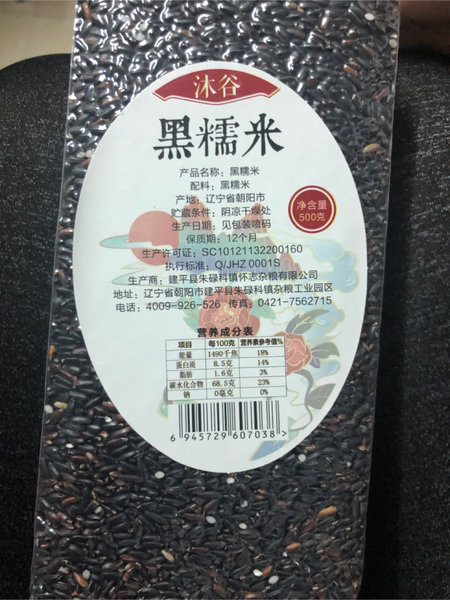 沐谷
黑糯米
产品名称：黑糯米
配料：黑糯米
产地：辽宁省朝阳市
贮藏条件：阴凉干燥处
生产日期：见包装喷码
保质期：12个月
净含量
500克
生产许可证：SC10121132200160
执行标准：Q/JHZ 0001S
生产商：建平县朱碌科镇怀志杂粮有限公司
地址：辽宁省朝阳市建平县朱碌科镇杂粮工业园区
电话：4009-926-526 传真：0421-7562715
营养成分表
项目 每100克 营养素参考值%
能量 1490千焦 18%
蛋白质 8.5克 14%
脂肪 1.6克 3%
碳水化合物 68.5克 23%
钠 0毫克 0%
6 945729 607038 >